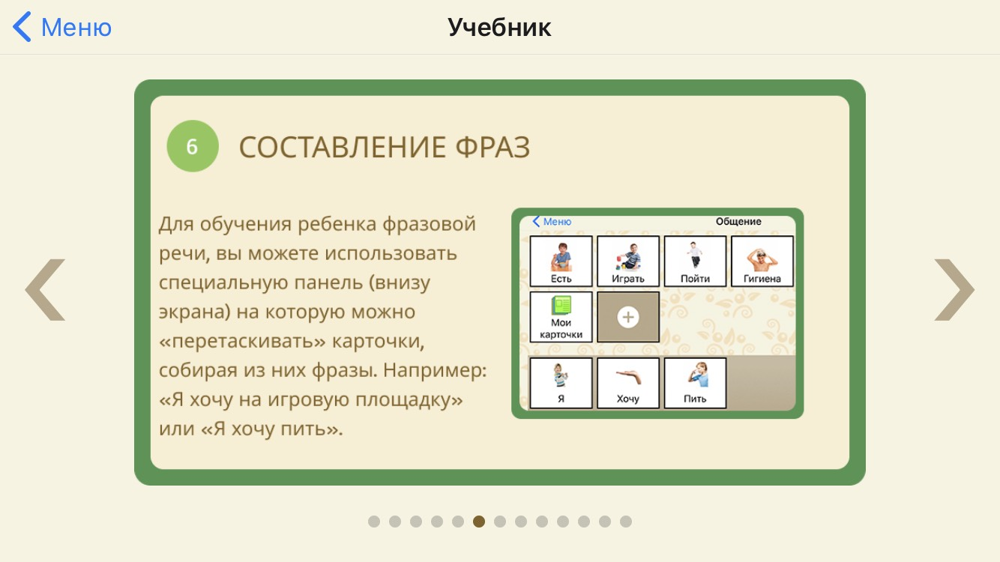 Меню
Учебник
6
СОСТАВЛЕНИЕ ФРАЗ
Для обучения ребенка фразовой
речи, вы можете использовать
специальную панель (внизу
экрана) на которую можно
«перетаскивать» карточки,
собирая из них фразы. Например:
«Я хочу на игровую площадку»
или «Я хочу пить».
Меню
Общение
Есть
Играть
Пойти
Гигиена
Мои
карточки
Я
Хочу
Пить